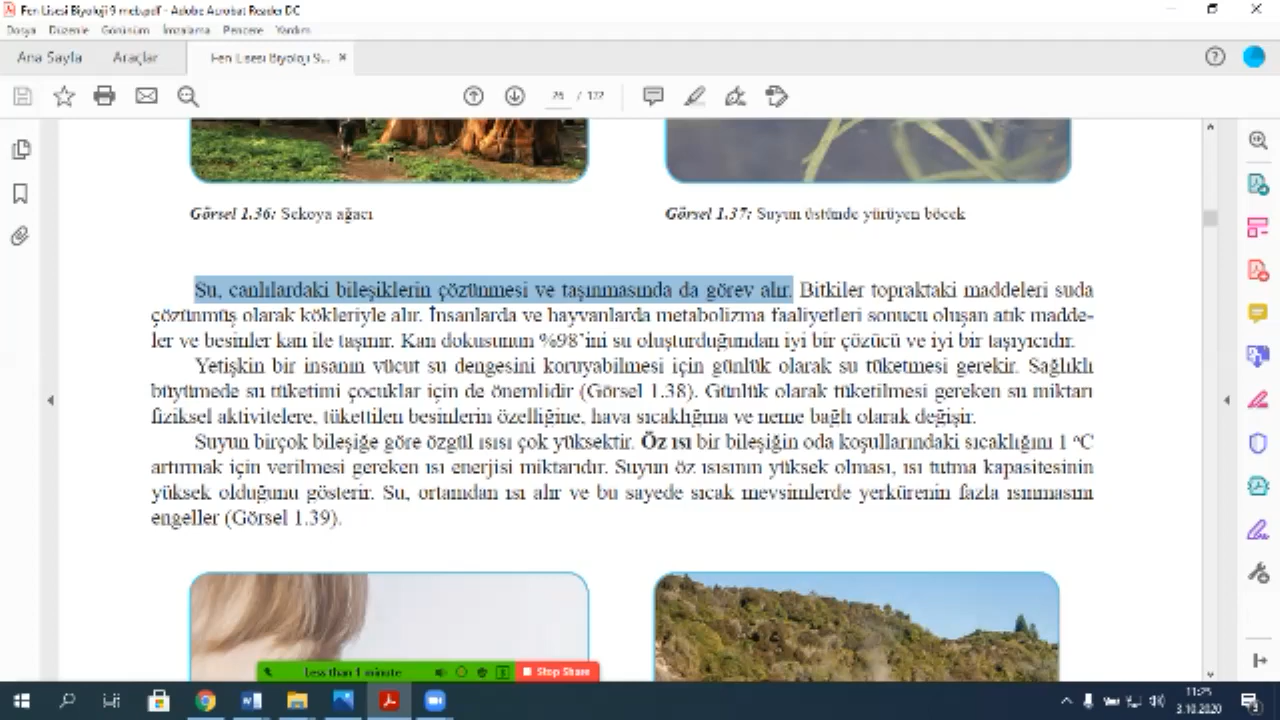 Fen Lisesi Biyoloji 9 meb.pdf - Adobe Acrobat Reader DC
Dosya Düzenle Görünüm İmzalama Pencere Yardım
Ana Sayfa Araçlar Fen Lisesi Biyoloji 9...
26 / 122
Görsel 1.36: Sekoya ağacı
Görsel 1.37: Suyun üstünde yürüyen böcek
Su, canlılardaki bileşiklerin çözünmesi ve taşınmasında da görev alır. Bitkiler topraktaki maddeleri suda
çözünmüş olarak kökleriyle alır. İnsanlarda ve hayvanlarda metabolizma faaliyetleri sonucu oluşan atık madde-
ler ve besinler kan ile taşınır. Kan dokusunun %98'ini su oluşturduğundan iyi bir çözücü ve iyi bir taşıyıcıdır.
Yetişkin bir insanın vücut su dengesini koruyabilmesi için günlük olarak su tüketmesi gerekir. Sağlıklı
büyümede su tüketimi çocuklar için de önemlidir (Görsel 1.38). Günlük olarak tüketilmesi gereken su miktarı
fiziksel aktivitelere, tükettilen besinlerin özelliğine, hava sıcaklığına ve neme bağlı olarak değişir.
Suyun birçok bileşiğe göre özgül ısısı çok yüksektir. Öz ısı bir bileşiğin oda koşullarındaki sıcaklığını 1 °C
artırmak için verilmesi gereken ısı enerjisi miktarıdır. Suyun öz ısısının yüksek olması, ısı tutma kapasitesinin
yüksek olduğunu gösterir. Su, ortamdan ısı alır ve bu sayede sıcak mevsimlerde yerkürenin fazla ısınmasını
engeller (Görsel 1.39).
Less than 1 minute Stop Share
11:25
3.10.2020